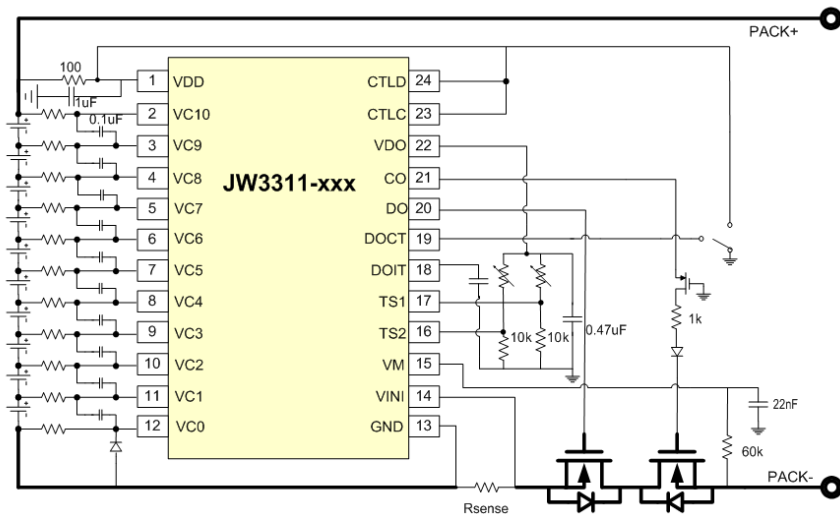 PACK+
100
1uF
0.1uF
JW3311-xxx
1 VDD
2 VC10
3 VC9
4 VC8
5 VC7
6 VC6
7 VC5
8 VC4
9 VC3
10 VC2
11 VC1
12 VC0
CTLD 24
CTLC 23
VDO 22
CO 21
DO 20
DOCT 19
DOIT 18
TS1 17
TS2 16
VM 15
VINI 14
GND 13
10k
10k
0.47uF
1k
22nF
60k
Rsense
PACK-